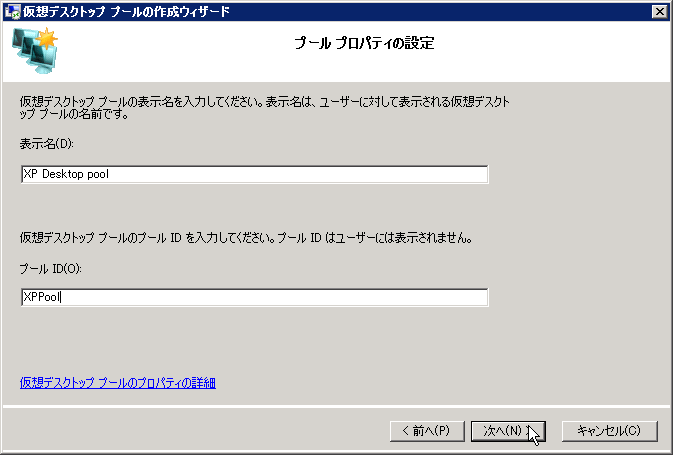 仮想デスクトップ プールの作成ウィザード
プール プロパティの設定
仮想デスクトップ プールの表示名を入力してください。表示名は、ユーザーに対して表示される仮想デスクト
ップ プールの名前です。
表示名(D):
XP Desktop pool
仮想デスクトップ プールのプール ID を入力してください。プール ID はユーザーには表示されません。
プール ID(O):
XPPool
仮想デスクトップ プールのプロパティの詳細
< 前へ(P)
次へ(N) >
キャンセル(C)